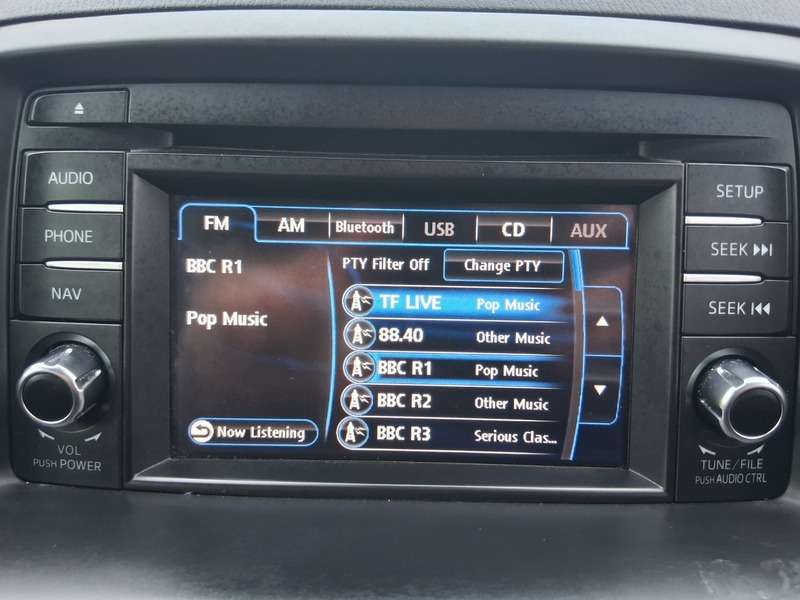 AUDIO
PHONE
NAV
VOL
PUSH POWER
FM AM Bluetooth USB CD AUX
BBC R1
Pop Music
Now Listening
PTY Filter Off Change PTY
TF LIVE Pop Music
88.40 Other Music
BBC R1 Pop Music
BBC R2 Other Music
BBC R3 Serious Clas...
SETUP
SEEK
SEEK
TUNE/FILE
PUSH AUDIO CTRL